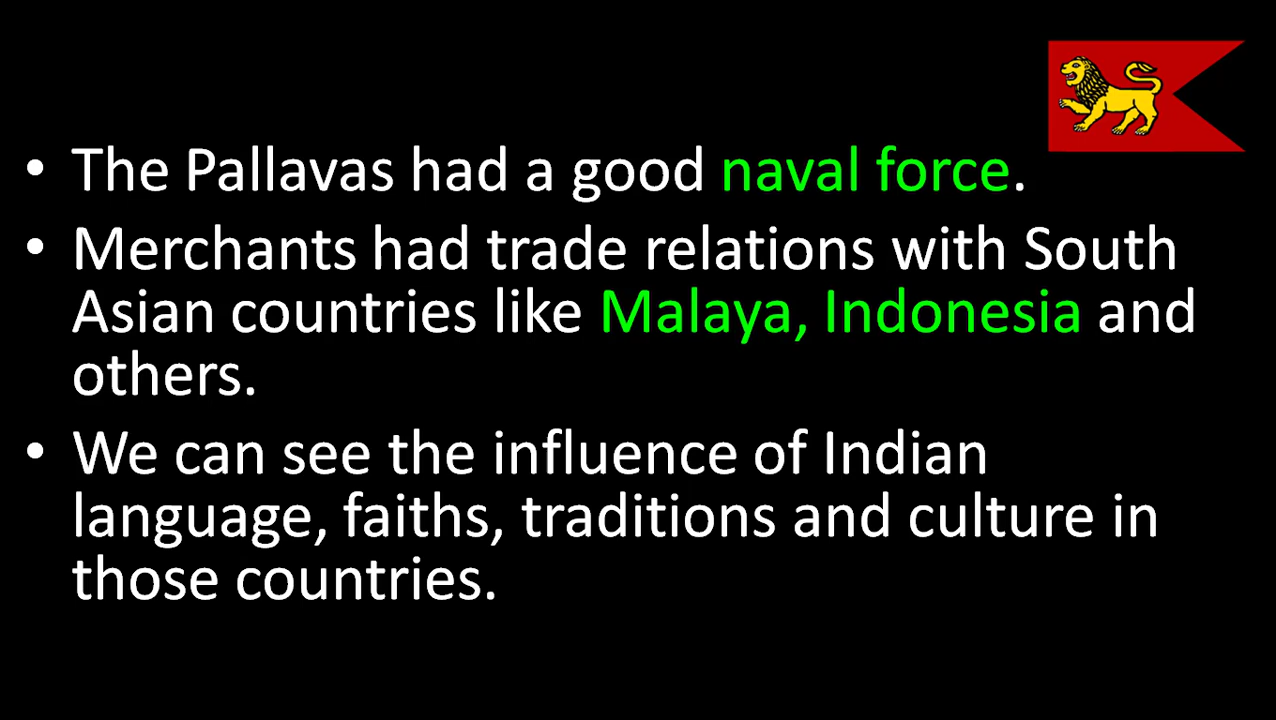 • The Pallavas had a good naval force.
• Merchants had trade relations with South
Asian countries like Malaya, Indonesia and
others.
• We can see the influence of Indian
language, faiths, traditions and culture in
those countries.